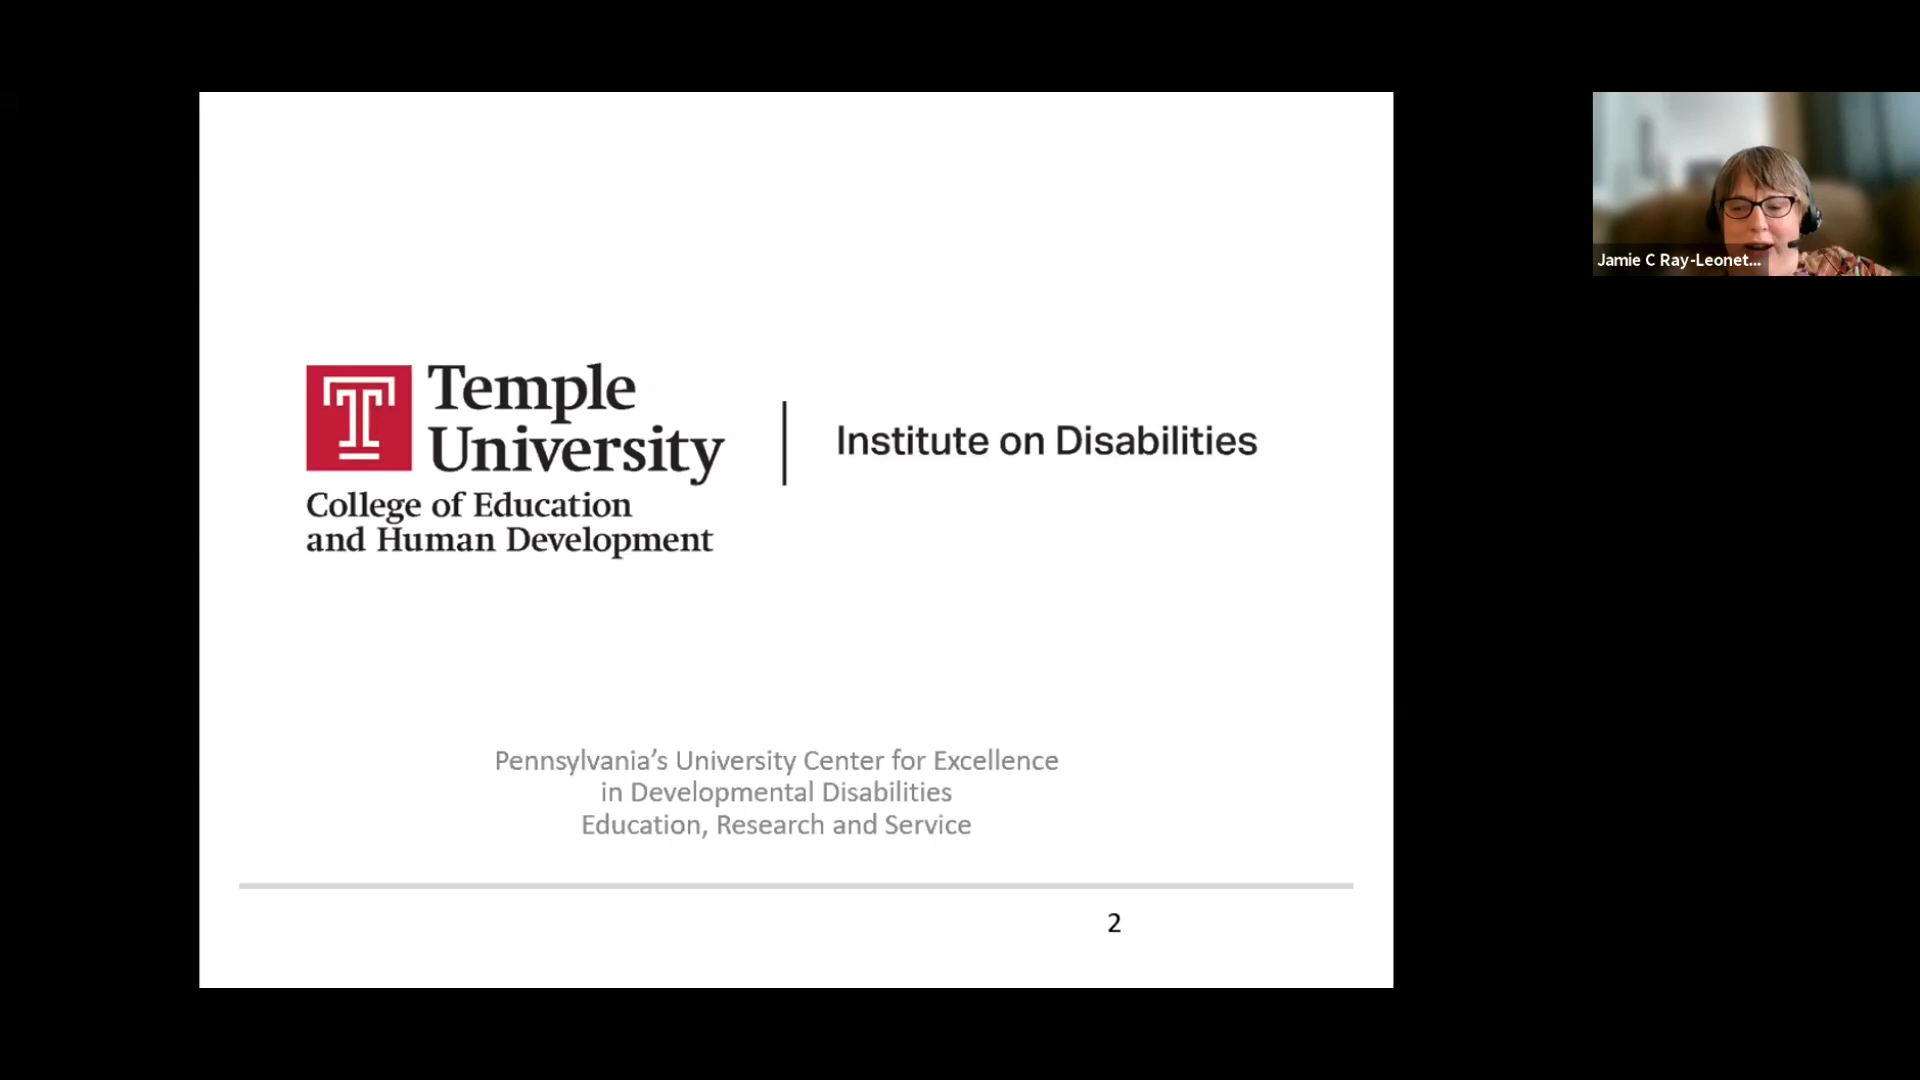 Temple
University
College of Education
and Human Development
Institute on Disabilities
Pennsylvania’s University Center for Excellence
in Developmental Disabilities
Education, Research and Service
2
Jamie C Ray-Leonet...